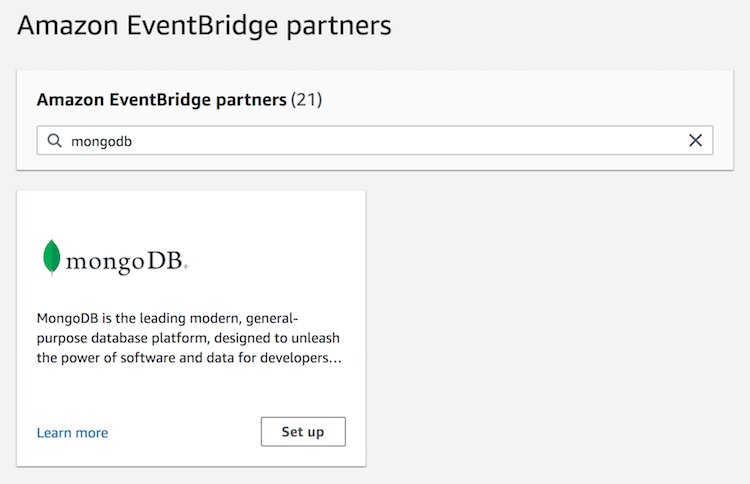 Amazon EventBridge partners
Amazon EventBridge partners (21)
mongodb
mongoDB®
MongoDB is the leading modern, general-
purpose database platform, designed to unleash
the power of software and data for developers...
Learn more
Set up